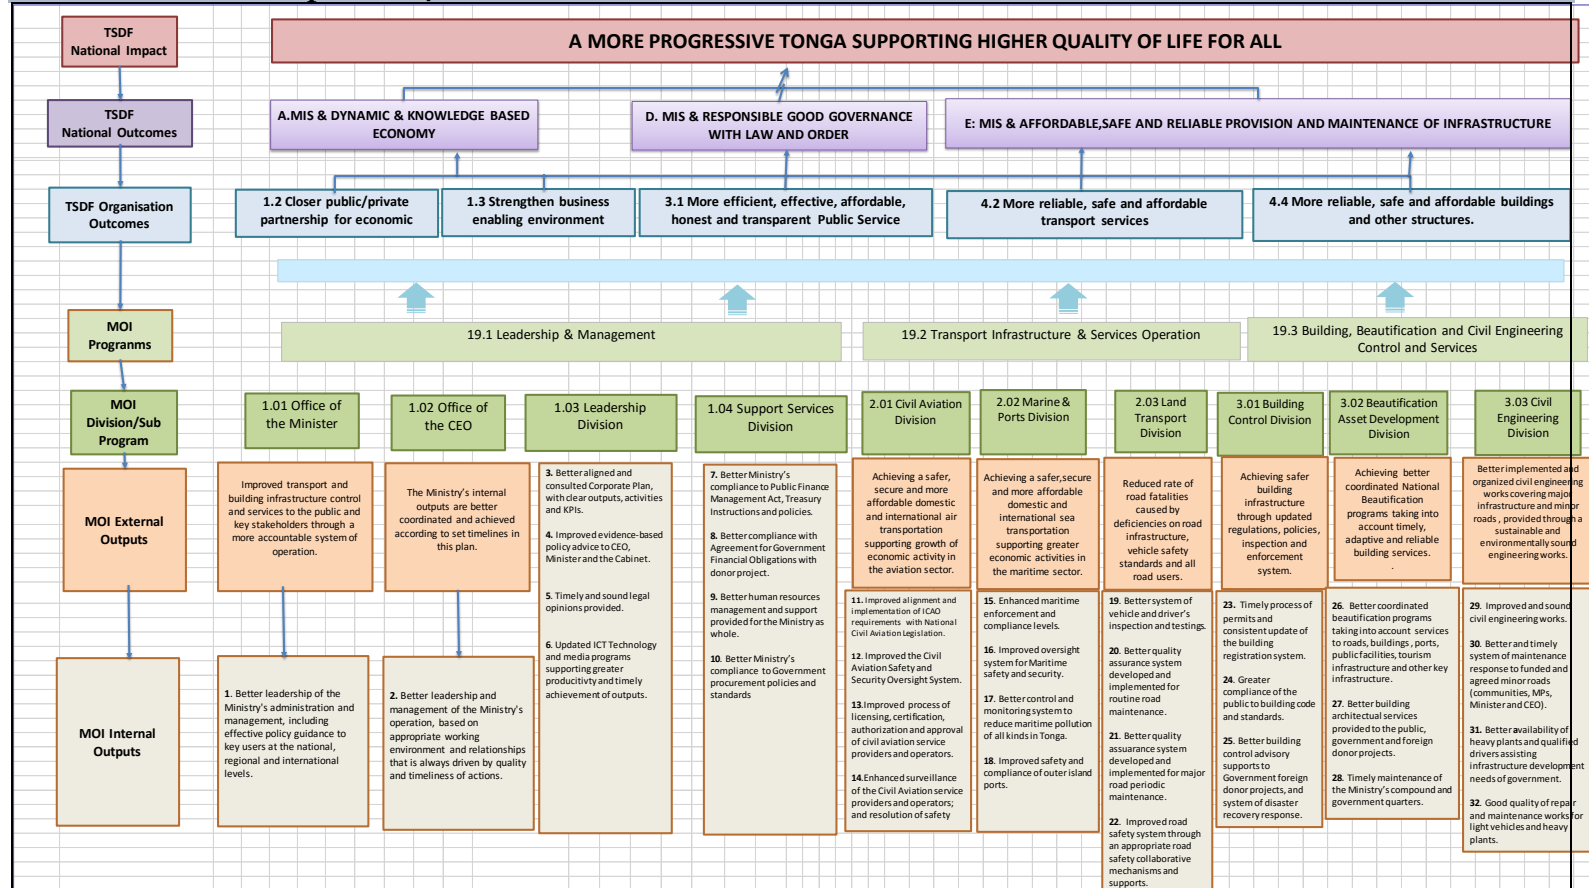 TSDF
National Impact
A MORE PROGRESSIVE TONGA SUPPORTING HIGHER QUALITY OF LIFE FOR ALL
TSDF
National Outcomes
A.MIS & DYNAMIC & KNOWLEDGE BASED
ECONOMY
D. MIS & RESPONSIBLE GOOD GOVERNANCE
WITH LAW AND ORDER
E: MIS & AFFORDABLE,SAFE AND RELIABLE PROVISION AND MAINTENANCE OF INFRASTRUCTURE
TSDF Organisation
Outcomes
1.2 Closer public/private
partnership for economic
1.3 Strengthen business
enabling environment
3.1 More efficient, effective, affordable,
honest and transparent Public Service
4.2 More reliable, safe and affordable
transport services
4.4 More reliable, safe and affordable buildings
and other structures.
MOI
Progranms
19.1 Leadership & Management
19.2 Transport Infrastructure & Services Operation
19.3 Building, Beautification and Civil Engineering
Control and Services
MOI
Division/Sub
Program
1.01 Office of
the Minister
1.02 Office of
the CEO
1.03 Leadership
Division
1.04 Support Services
Division
2.01 Civil Aviation
Division
2.02 Marine &
Ports Division
2.03 Land
Transport
Division
3.01 Building
Control Division
3.02 Beautification
Asset Development
Division
3.03 Civil
Engineering
Division
MOI External
Outputs
Improved transport and
building infrastructure control
and services to the public and
key stakeholders through a
more accountable system of
operation.
The Ministry's internal
outputs are better
coordinated and achieved
according to set timelines in
this plan.
3. Better aligned and
consulted Corporate Plan,
with clear outputs, activities
and KPIs.
4. Improved evidence-based
policy advice to CEO,
Minister and the Cabinet.
5. Timely and sound legal
opinions provided.
6. Updated ICT Technology
and media programs
supporting greater
productivty and timely
achievement of outputs.
7. Better Ministry's
compliance to Public Finance
Management Act, Treasury
Instructions and policies.
8. Better compliance with
Agreement for Government
Financial Obligations with
donor project.
9. Better human resources
management and support
provided for the Ministry as
whole.
10. Better Ministry's
compliance to Government
procurement policies and
standards
Achieving a safer,
secure and more
affordable domestic
and international air
transportation
supporting growth of
economic activity in
the aviation sector.
Achieving a safer,secure
and more affordable
domestic and
international sea
transportation
supporting greater
economic activities in
the maritime sector.
Reduced rate of
road fatalities
caused by
deficiencies on road
infrastructure,
vehicle safety
standards and all
road users.
Achieving safer
building
infrastructure
through updated
regulations, policies,
inspection and
enforcement
system.
Achieving better
coordinated National
Beautification
programs taking into
account timely,
adaptive and reliable
building services.
.
Better implemented and
organized civil engineering
works covering major
infrastructure and minor
roads , provided through a
sustainable and
environmentally sound
engineering works.
MOI Internal
Outputs
1. Better leadership of the
Ministry's administration and
management, including
effective policy guidance to
key users at the national,
regional and international
levels.
2. Better leadership and
management of the Ministry's
operation, based on
appropriate working
environment and relationships
that is always driven by quality
and timeliness of actions.
11. Improved alignment and
implementation of ICAO
requirements with National
Civil Aviation Legislation.
12. Improved the Civil
Aviation Safety and
Security Oversight System.
13.Improved process of
licensing, certification,
authorization and approval
of civil aviation service
providers and operators.
14.Enhanced surveillance
of the Civil Aviation service
providers and operators;
and resolution of safety
15. Enhanced maritime
enforcement and
compliance levels.
16. Improved oversight
system for Maritime
safety and security.
17. Better control and
monitoring system to
reduce maritime pollution
of all kinds in Tonga.
18. Improved safety and
compliance of outer island
ports.
19. Better system of
vehicle and driver's
inspection and testings.
20. Better quality
assurance system
developed and
implemented for
routine road
maintenance.
21. Better quality
assuarance system
developed and
implemented for major
road periodic
maintenance.
22. Improved road
safety system through
an appropriate road
safety collaborative
mechanisms and
supports.
23. Timely process of
permits and
consistent update of
the building
registration system.
24. Greater
compliance of the
public to building code
and standards.
25. Better building
control advisory
supports to
Government foreign
donor projects, and
system of disaster
recovery response.
26. Better coordinated
beautification programs
taking into account services
to roads, buildings , ports,
public facilities, tourism
infrastructure and other key
infrastructure.
27. Better building
architectual services
provided to the public,
government and foreign
donor projects.
28. Timely maintenance of
the Ministry's compound and
government quarters.
29. Improved and sound
civil engineering works.
30. Better and timely
system of maintenance
response to funded and
agreed minor roads
(communities, MPs,
Minister and CEO).
31. Better availability of
heavy plants and qualified
drivers assisting
infrastructure development
needs of government.
32. Good quality of repair
and maintenance works for
light vehicles and heavy
plants.